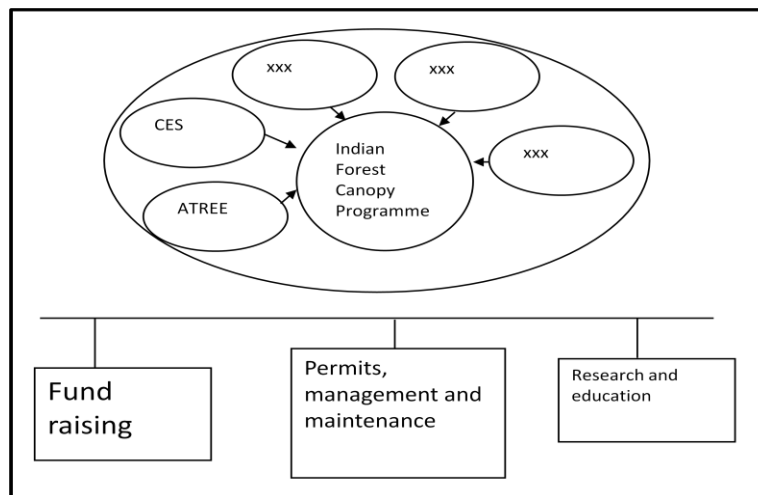 xxx
xxx
CES
Indian
Forest
Canopy
Programme
xxx
ATREE
Fund
raising
Permits,
management and
maintenance
Research and
education